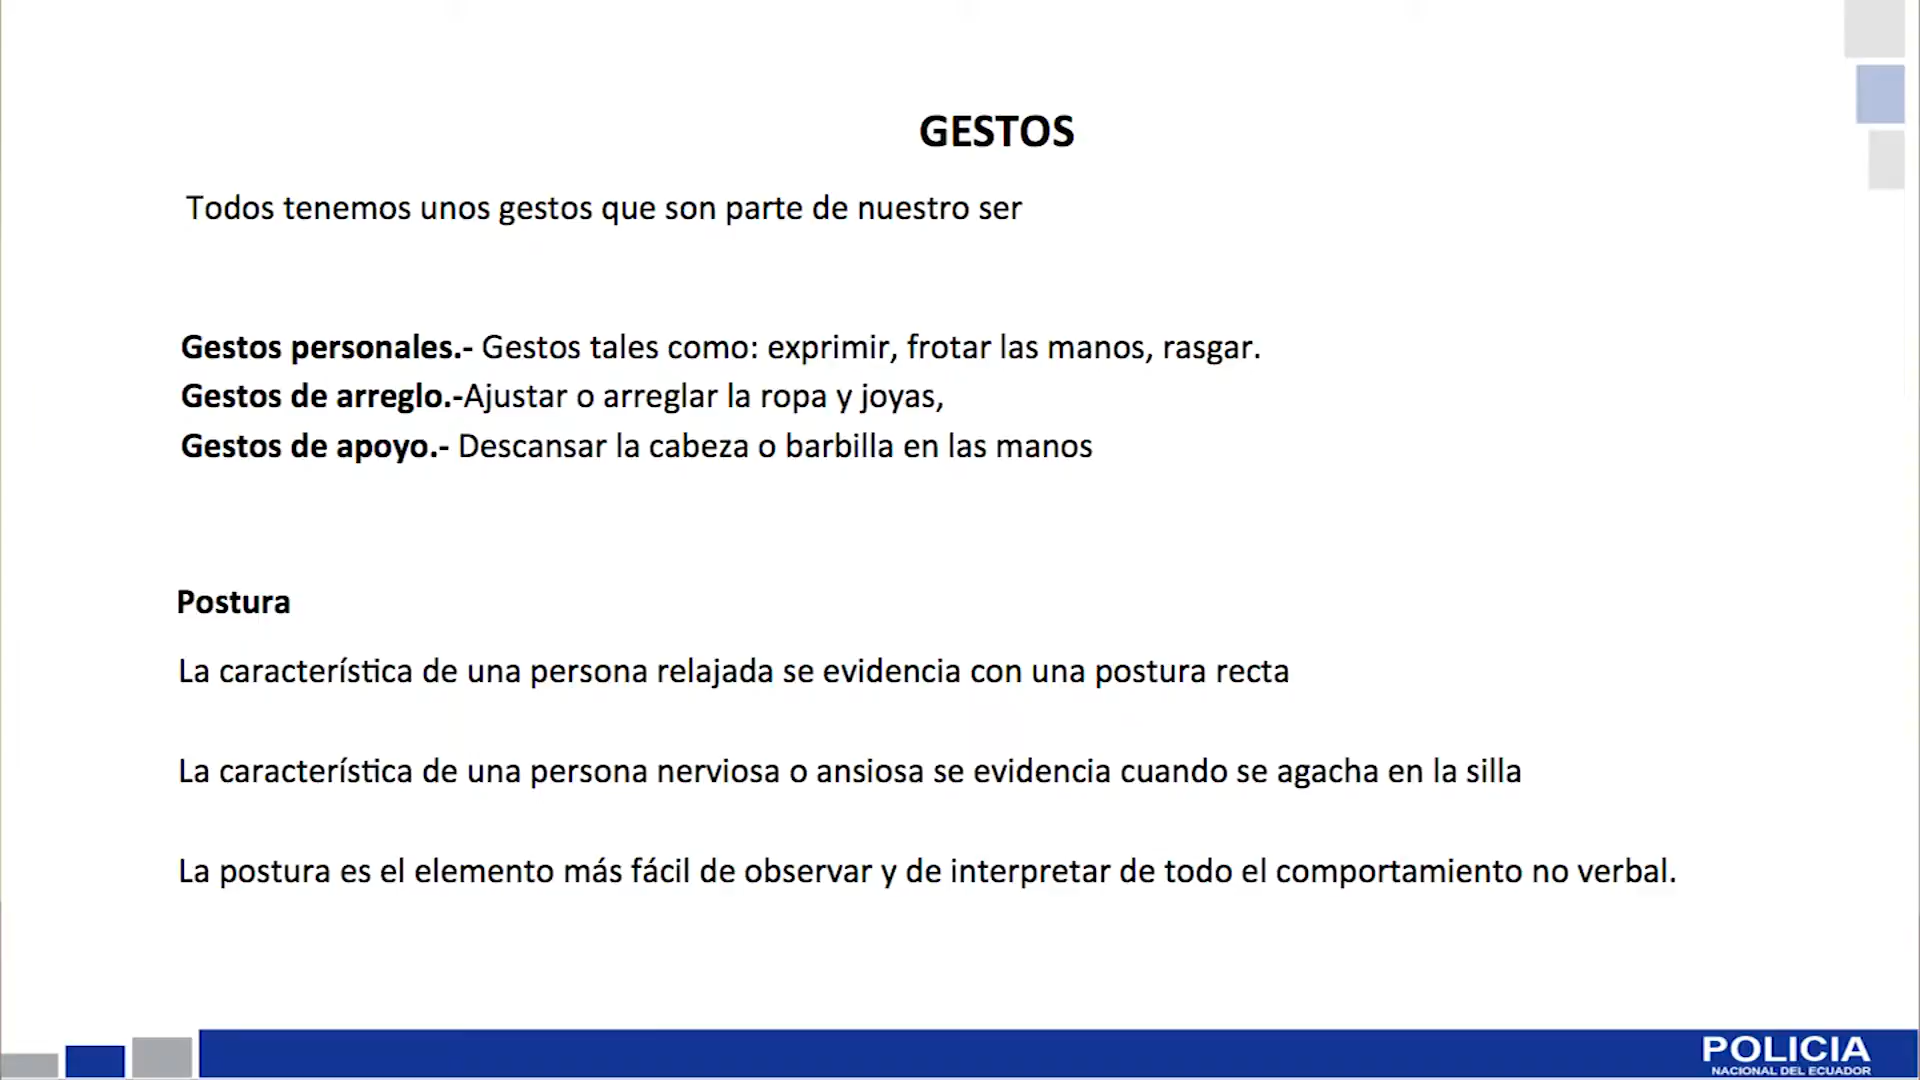 GESTOS
Todos tenemos unos gestos que son parte de nuestro ser
Gestos personales.- Gestos tales como: exprimir, frotar las manos, rasgar.
Gestos de arreglo.-Ajustar o arreglar la ropa y joyas,
Gestos de apoyo.- Descansar la cabeza o barbilla en las manos
Postura
La característica de una persona relajada se evidencia con una postura recta
La característica de una persona nerviosa o ansiosa se evidencia cuando se agacha en la silla
La postura es el elemento más fácil de observar y de interpretar de todo el comportamiento no verbal.
POLICIA
NACIONAL DEL ECUADOR